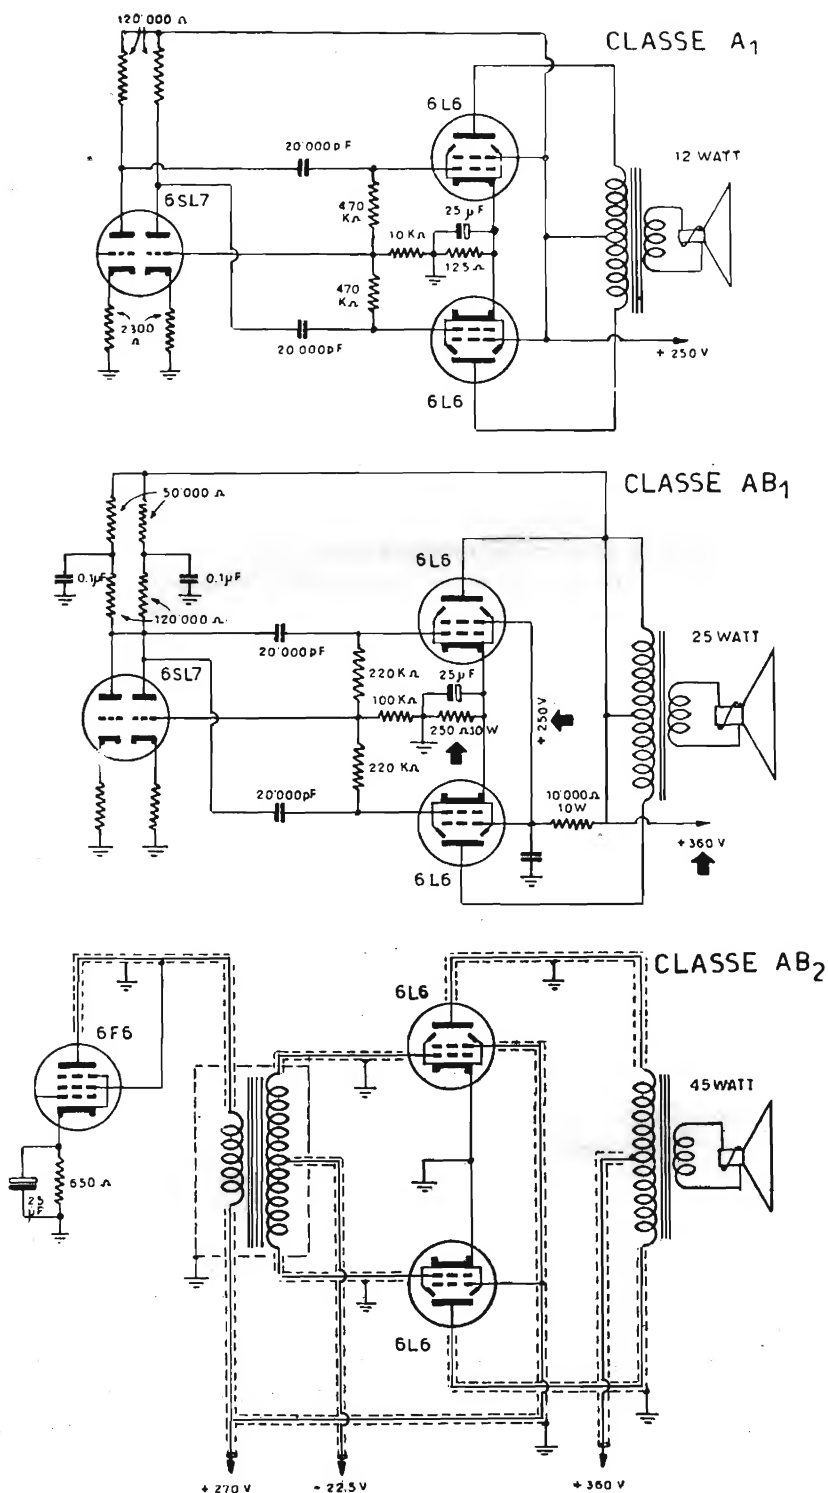 120'000 Ω
CLASSE A1
6L6
20'000 pF
12 WATT
6SL7
470 KΩ
25 µF
10 KΩ
125 Ω
470 KΩ
2300 Ω
20'000 pF
+ 250 V
6L6
50'000 Ω
CLASSE AB1
6L6
0.1µF
0.1µF
120'000 Ω
20'000 pF
25 WATT
6SL7
220 KΩ
25 µF
100 KΩ
250 Ω 10 W
+ 250 V
220 KΩ
20'000 pF
10'000 Ω
10 W
+ 360 V
6L6
CLASSE AB2
6L6
6F6
45 WATT
650 Ω
25 µF
6L6
+ 270 V
- 22.5 V
+ 360 V